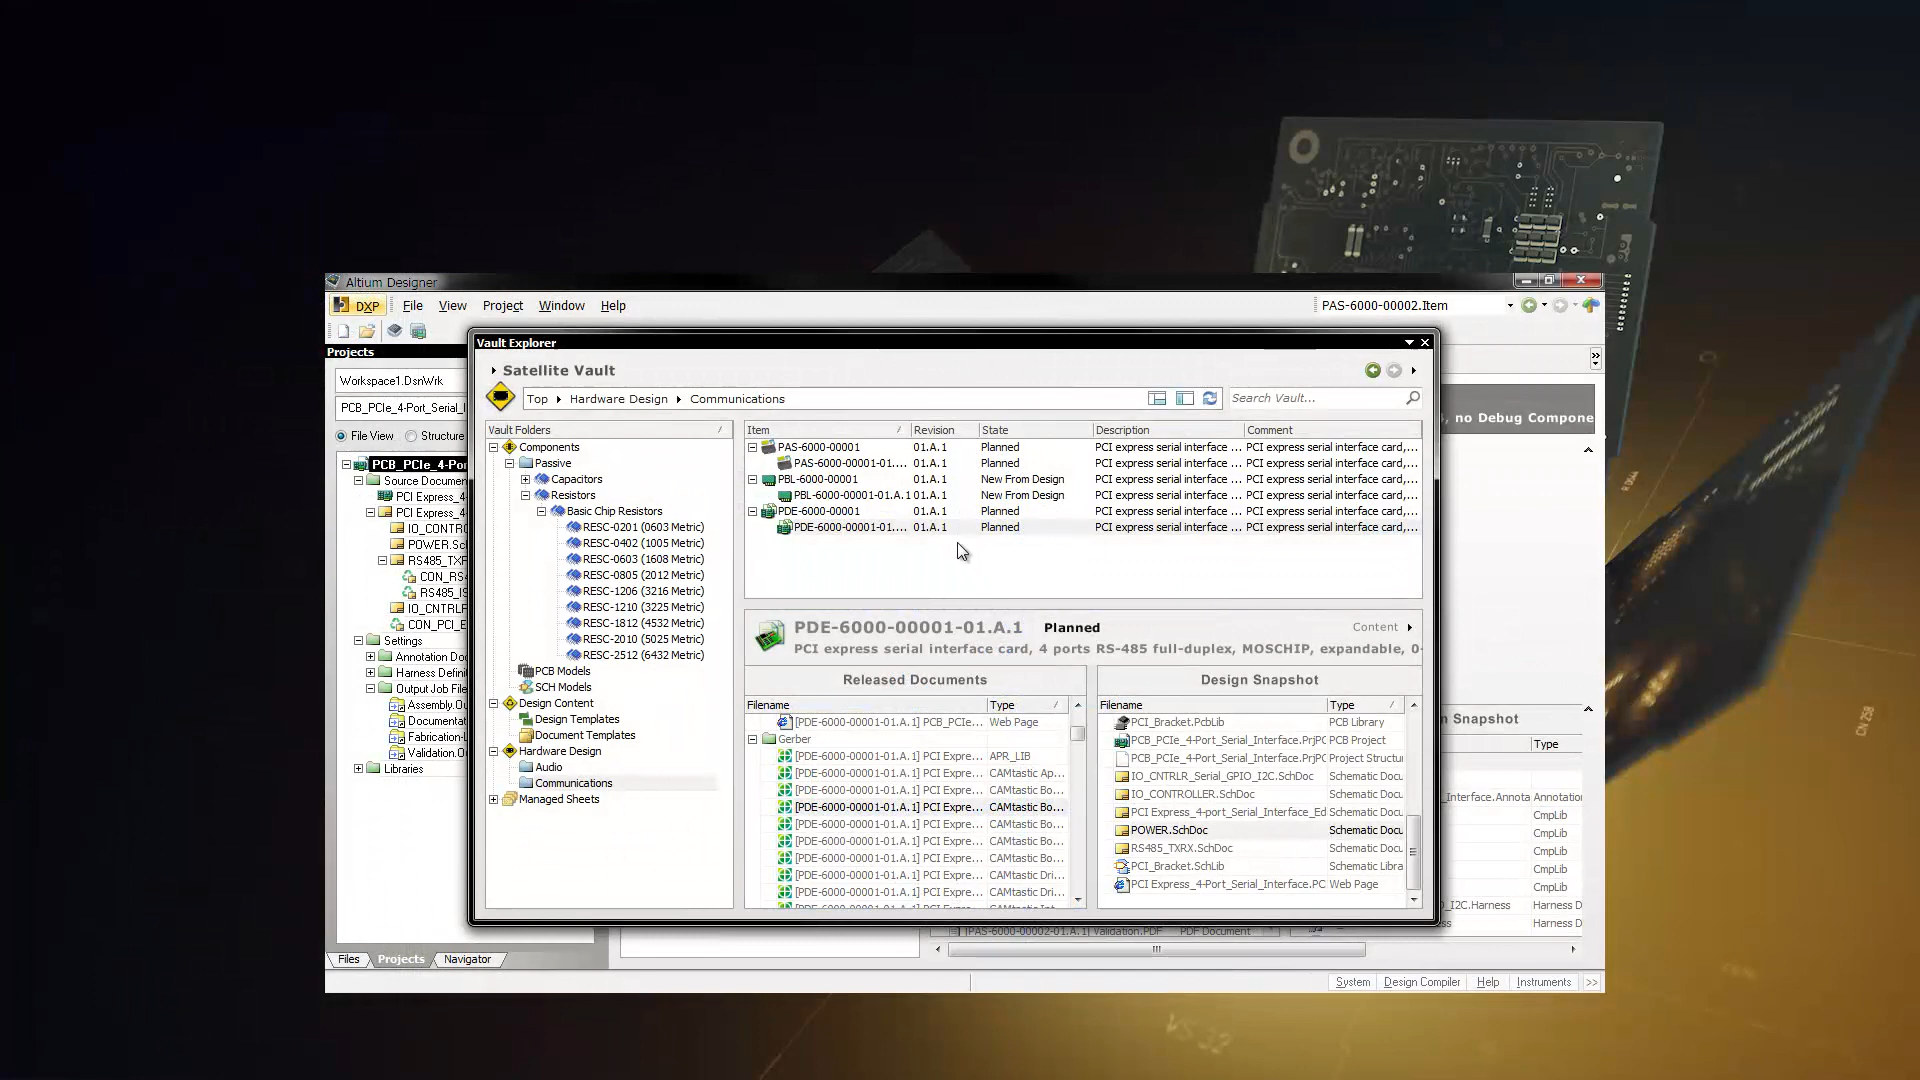 Altium Designer
DXP File View Project Window Help
PAS-6000-00002.Item
Projects
Workspace1.DsnWrk
PCB_PCIe_4-Port_Serial_I
File View Structure
PCB_PCIe_4-Po
Source Documen
PCI Express_4
PCI Express_4
IO_CONTRO
POWER.Sc
RS485_TXR
CON_RS4
RS485_IS
IO_CNTRLR
CON_PCI_E
Settings
Annotation Doc
Harness Defini
Output Job File
Assembly.Ou
Documentat
Fabrication-
Validation.O
Libraries
Files Projects Navigator
Vault Explorer
Satellite Vault
Top Hardware Design Communications
Search Vault...
Vault Folders
Components
Passive
Capacitors
Resistors
Basic Chip Resistors
RESC-0201 (0603 Metric)
RESC-0402 (1005 Metric)
RESC-0603 (1608 Metric)
RESC-0805 (2012 Metric)
RESC-1206 (3216 Metric)
RESC-1210 (3225 Metric)
RESC-1812 (4532 Metric)
RESC-2010 (5025 Metric)
RESC-2512 (6432 Metric)
PCB Models
SCH Models
Design Content
Design Templates
Document Templates
Hardware Design
Audio
Communications
Managed Sheets
Item Revision State Description Comment
PAS-6000-00001 01.A.1 Planned PCI express serial interface ... PCI express serial interface card,...
PAS-6000-00001-01.... 01.A.1 Planned PCI express serial interface ... PCI express serial interface card,...
PBL-6000-00001 01.A.1 New From Design PCI express serial interface ... PCI express serial interface card,...
PBL-6000-00001-01.A.1 01.A.1 New From Design PCI express serial interface ... PCI express serial interface card,...
PDE-6000-00001 01.A.1 Planned PCI express serial interface ... PCI express serial interface card,...
PDE-6000-00001-01.... 01.A.1 Planned PCI express serial interface ... PCI express serial interface card,...
PDE-6000-00001-01.A.1 Planned Content
PCI express serial interface card, 4 ports RS-485 full-duplex, MOSCHIP, expandable, 0-
Released Documents
Filename Type
[PDE-6000-00001-01.A.1] PCB_PCIe... Web Page
Gerber
[PDE-6000-00001-01.A.1] PCI Expre... APR_LIB
[PDE-6000-00001-01.A.1] PCI Expre... CAMtastic Ap...
[PDE-6000-00001-01.A.1] PCI Expre... CAMtastic Bo...
[PDE-6000-00001-01.A.1] PCI Expre... CAMtastic Bo...
[PDE-6000-00001-01.A.1] PCI Expre... CAMtastic Bo...
[PDE-6000-00001-01.A.1] PCI Expre... CAMtastic Bo...
[PDE-6000-00001-01.A.1] PCI Expre... CAMtastic Bo...
[PDE-6000-00001-01.A.1] PCI Expre... CAMtastic Dri...
[PDE-6000-00001-01.A.1] PCI Expre... CAMtastic Dri...
Design Snapshot
Filename Type
PCI_Bracket.PcbLib PCB Library
PCB_PCIe_4-Port_Serial_Interface.PrjPC PCB Project
PCB_PCIe_4-Port_Serial_Interface.PrjPC Project Structu
IO_CNTRLR_Serial_GPIO_I2C.SchDoc Schematic Docu
IO_CONTROLLER.SchDoc Schematic Docu
PCI Express_4-port_Serial_Interface_Ed Schematic Docu
POWER.SchDoc Schematic Docu
RS485_TXRX.SchDoc Schematic Docu
PCI_Bracket.SchLib Schematic Libra
PCI Express_4-Port_Serial_Interface.PC Web Page
, no Debug Compone
n Snapshot
Type
_Interface.Annota Annotation
CmpLib
CmpLib
CmpLib
CmpLib
CmpLib
_I2C.Harness Harness D
ss Harness D
[PAS-6000-00002-01.A.1] Validation.PDF PDF Document
System Design Compiler Help Instruments >>
CN 258
VS 32